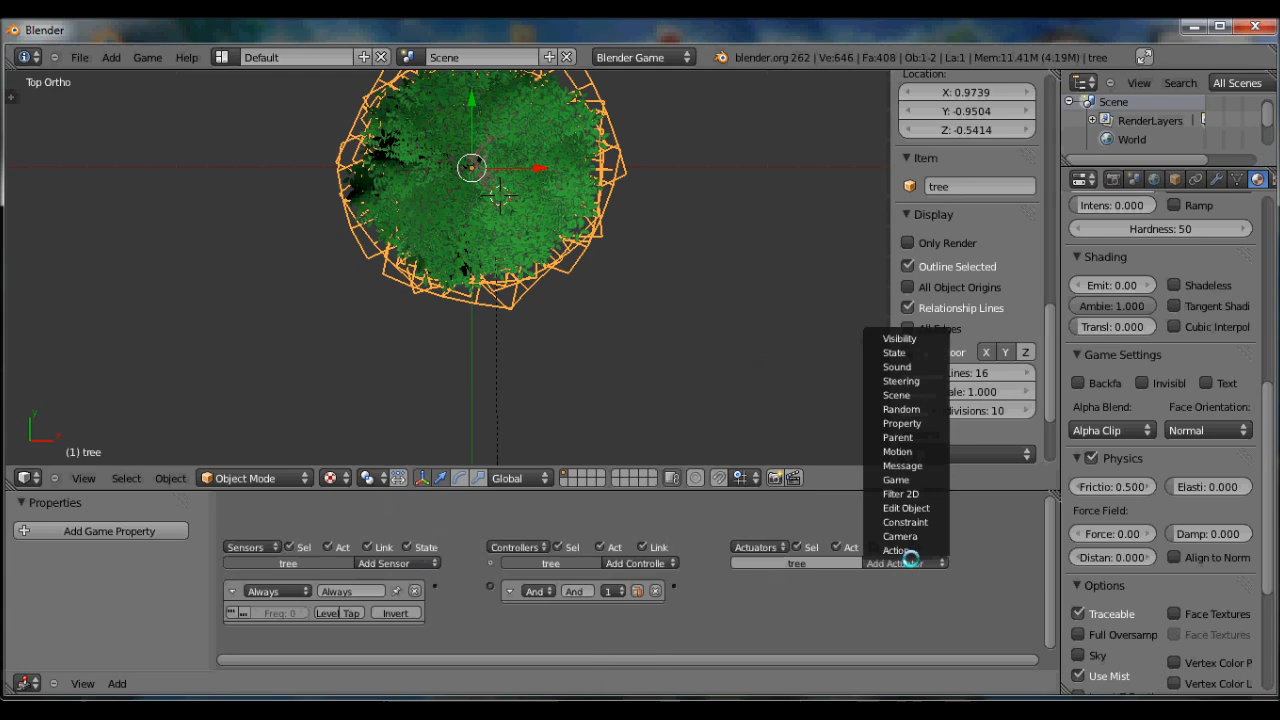 Blender
File Add Game Help Default Scene Blender Game blender.org 262 | Ve:646 | Fa:408 | Ob:1-2 | La:1 | Mem:11.41M (4.19M) | tree
Top Ortho
(1) tree
Location:
X: 0.9739
Y: -0.9504
Z: -0.5414
Item
tree
Display
Only Render
Outline Selected
All Object Origins
Relationship Lines
X Y Z
Lines: 16
1.000
10
View Search All Scenes
Scene
RenderLayers
World
Intens: 0.000 Ramp
Hardness: 50
Shading
Emit: 0.00 Shadeless
Ambie: 1.000 Tangent Shadi
Transl: 0.000 Cubic Interpol
Game Settings
Backfa Invisibl Text
Alpha Blend: Face Orientation:
Alpha Clip Normal
Physics
Frictio: 0.500 Elasti: 0.000
Force Field:
Force: 0.00 Damp: 0.000
Distan: 0.000 Align to Norm
Options
Traceable Face Textures
Full Oversamp Face Textures
Sky Vertex Color P
Use Mist Vertex Color L
Visibility
State
Sound
Steering
Scene
Random
Property
Parent
Motion
Message
Game
Filter 2D
Edit Object
Constraint
Camera
Action
View Select Object Object Mode Global
Properties
Add Game Property
Sensors Sel Act Link State
tree Add Sensor
Always Always
Freq: 0 Level Tap Invert
Controllers Sel Act Link
tree Add Controlle
And And 1
Actuators Sel Act
tree Add Actuator
View Add